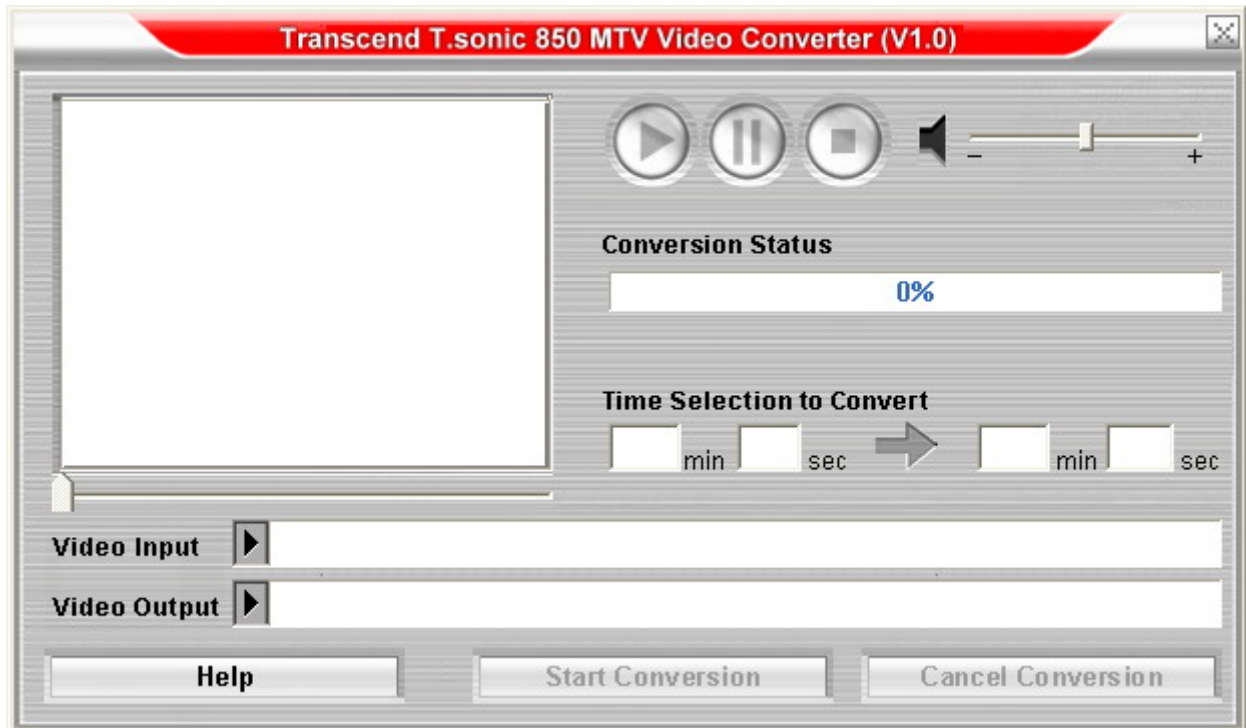 Transcend T.sonic 850 MTV Video Converter (V1.0)
– +
Conversion Status
0%
Time Selection to Convert
min sec min sec
Video Input
Video Output
Help Start Conversion Cancel Conversion